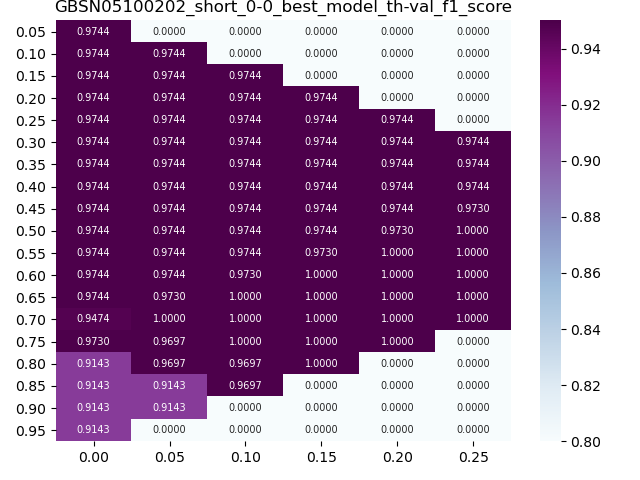 GBSN05100202_short_0-0_best_model_th-val_f1_score
0.05 0.9744 0.0000 0.0000 0.0000 0.0000 0.0000
0.10 0.9744 0.9744 0.0000 0.0000 0.0000 0.0000
0.15 0.9744 0.9744 0.9744 0.0000 0.0000 0.0000
0.20 0.9744 0.9744 0.9744 0.9744 0.0000 0.0000
0.25 0.9744 0.9744 0.9744 0.9744 0.9744 0.0000
0.30 0.9744 0.9744 0.9744 0.9744 0.9744 0.9744
0.35 0.9744 0.9744 0.9744 0.9744 0.9744 0.9744
0.40 0.9744 0.9744 0.9744 0.9744 0.9744 0.9744
0.45 0.9744 0.9744 0.9744 0.9744 0.9744 0.9730
0.50 0.9744 0.9744 0.9744 0.9744 0.9730 1.0000
0.55 0.9744 0.9744 0.9744 0.9730 1.0000 1.0000
0.60 0.9744 0.9744 0.9730 1.0000 1.0000 1.0000
0.65 0.9744 0.9730 1.0000 1.0000 1.0000 1.0000
0.70 0.9474 1.0000 1.0000 1.0000 1.0000 1.0000
0.75 0.9730 0.9697 1.0000 1.0000 1.0000 0.0000
0.80 0.9143 0.9697 0.9697 1.0000 0.0000 0.0000
0.85 0.9143 0.9143 0.9697 0.0000 0.0000 0.0000
0.90 0.9143 0.9143 0.0000 0.0000 0.0000 0.0000
0.95 0.9143 0.0000 0.0000 0.0000 0.0000 0.0000
0.00 0.05 0.10 0.15 0.20 0.25
0.94
0.92
0.90
0.88
0.86
0.84
0.82
0.80